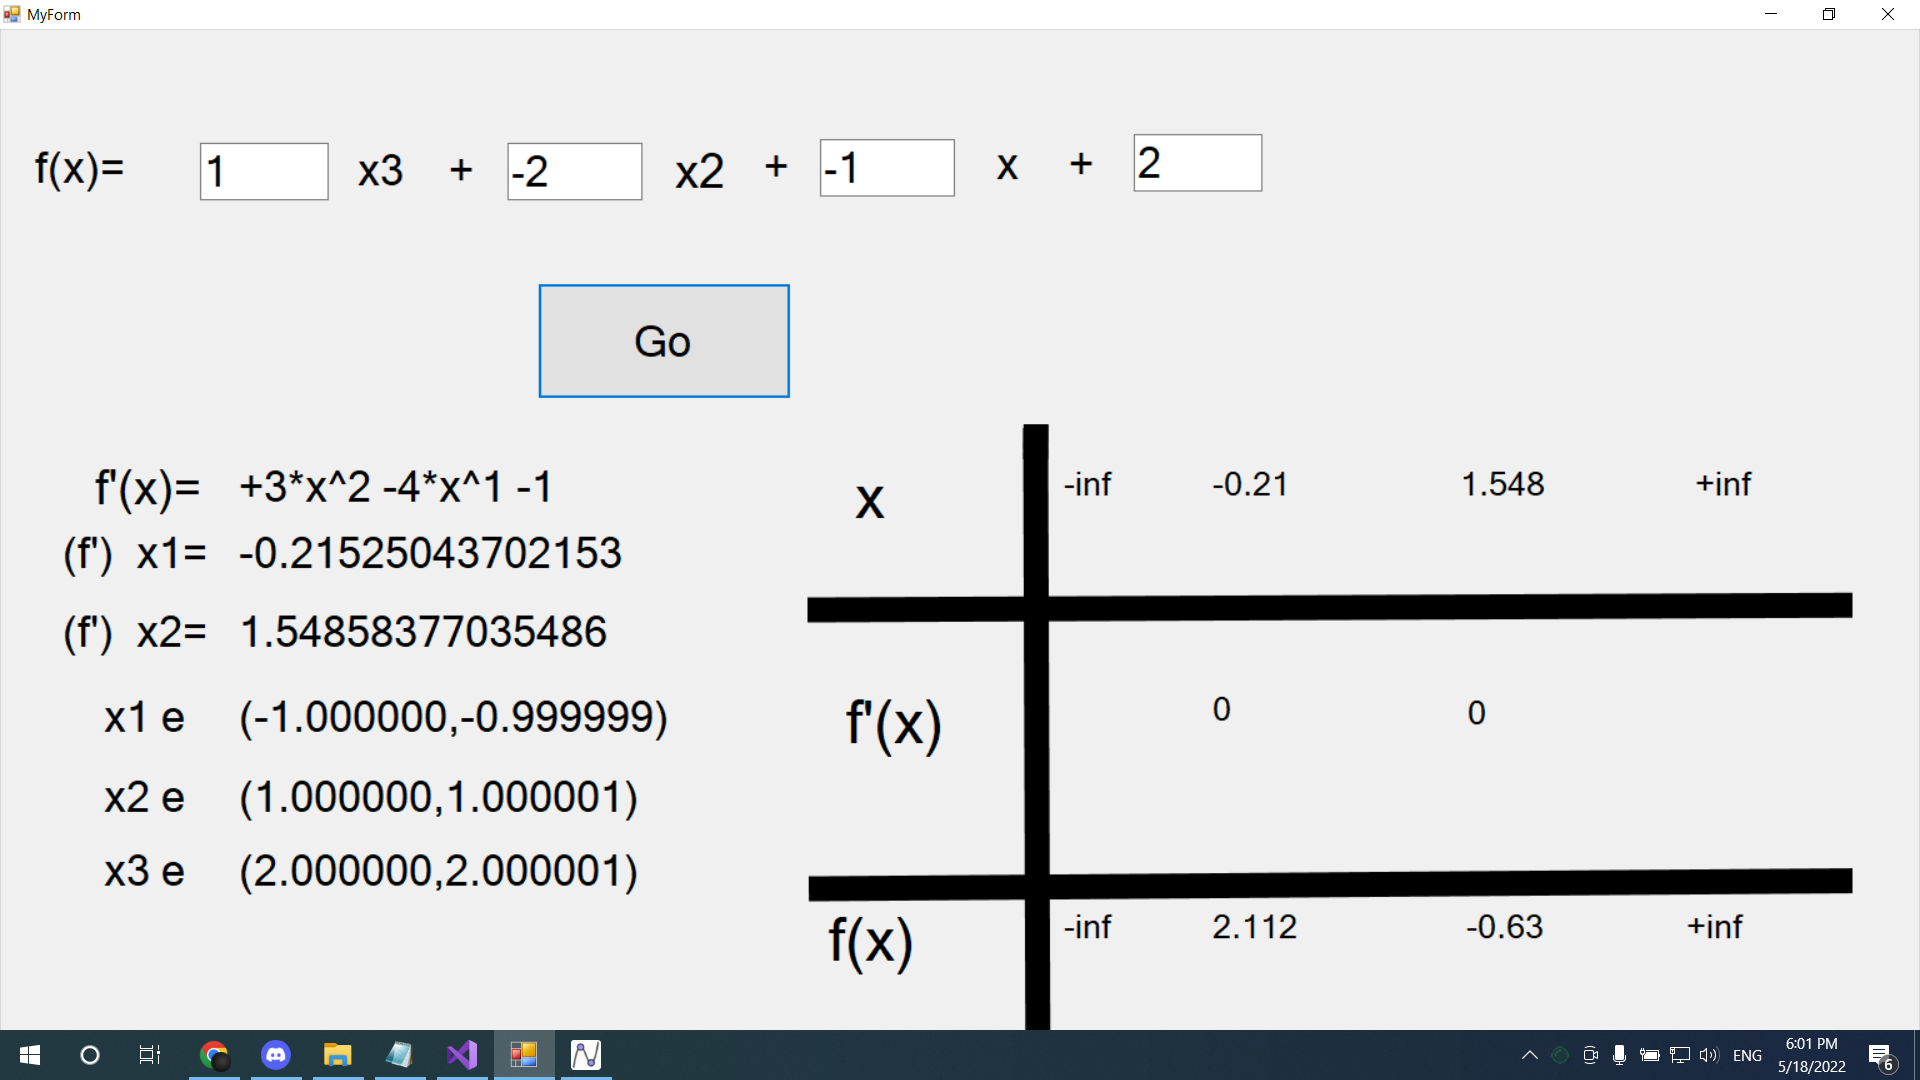 MyForm
f(x)= 1 x3 + -2 x2 + -1 x + 2
Go
f'(x)= +3*x^2 -4*x^1 -1
(f') x1= -0.21525043702153
(f') x2= 1.54858377035486
x1 e (-1.000000,-0.999999)
x2 e (1.000000,1.000001)
x3 e (2.000000,2.000001)
x -inf -0.21 1.548 +inf
f'(x) 0 0
f(x) -inf 2.112 -0.63 +inf
ENG
6:01 PM
5/18/2022
6